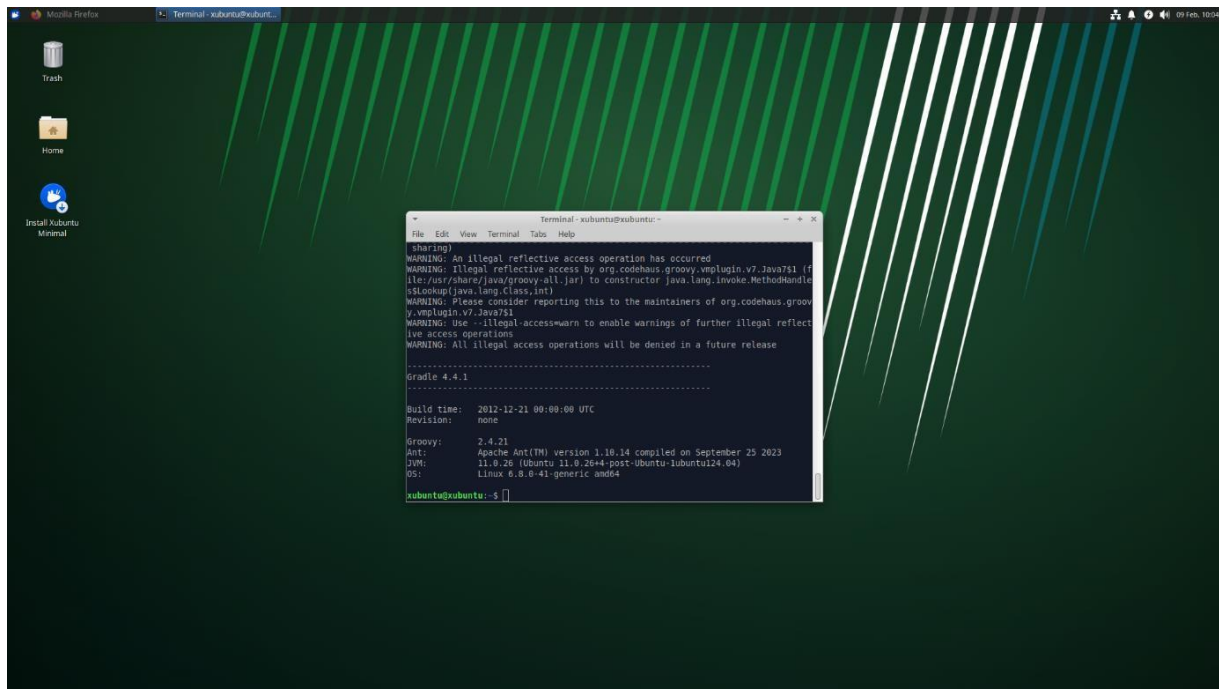 Mozilla Firefox
Terminal - xubuntu@xubunt...
09 Feb, 10:04
Trash
Home
Install Xubuntu
Minimal
Terminal - xubuntu@xubuntu: ~
File Edit View Terminal Tabs Help
sharing)
WARNING: An illegal reflective access operation has occurred
WARNING: Illegal reflective access by org.codehaus.groovy.vmplugin.v7.Java7$1 (f
ile:/usr/share/java/groovy-all.jar) to constructor java.lang.invoke.MethodHandle
s$Lookup(java.lang.Class,int)
WARNING: Please consider reporting this to the maintainers of org.codehaus.groov
y.vmplugin.v7.Java7$1
WARNING: Use --illegal-access=warn to enable warnings of further illegal reflect
ive access operations
WARNING: All illegal access operations will be denied in a future release
------------------------------------------------------------
Gradle 4.4.1
------------------------------------------------------------
Build time: 2012-12-21 00:00:00 UTC
Revision: none
Groovy: 2.4.21
Ant: Apache Ant(TM) version 1.10.14 compiled on September 25 2023
JVM: 11.0.26 (Ubuntu 11.0.26+4-post-Ubuntu-1ubuntu124.04)
OS: Linux 6.8.0-41-generic amd64
xubuntu@xubuntu:~$